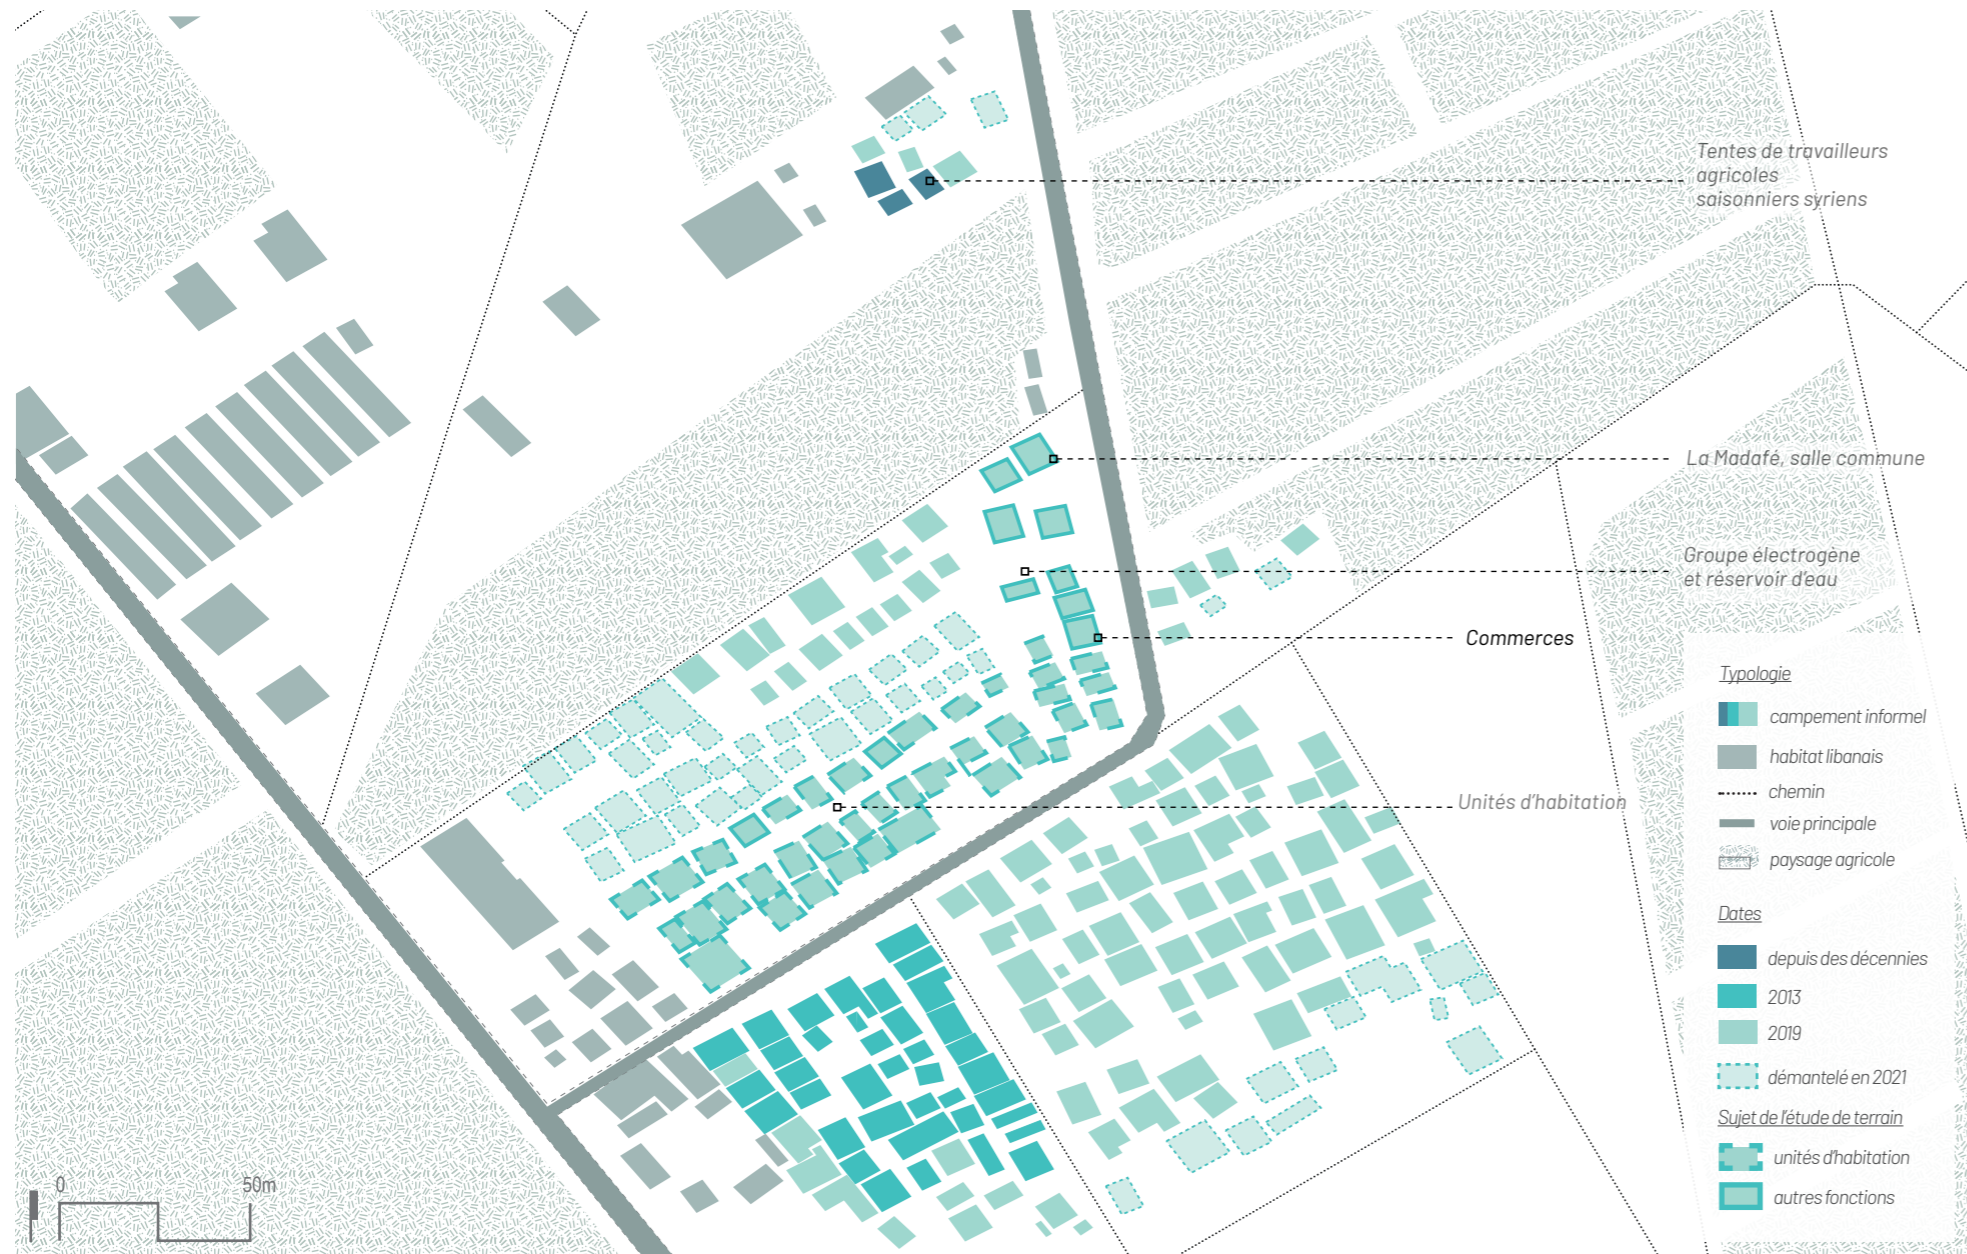 Tentes de travailleurs
agricoles
saisonniers syriens
La Madafé, salle commune
Groupe électrogène
et réservoir d'eau
Commerces
Unités d'habitation
Typologie
campement informel
habitat libanais
chemin
voie principale
paysage agricole
Dates
depuis des décennies
2013
2019
démantelé en 2021
Sujet de l'étude de terrain
unités d'habitation
autres fonctions
0 50m